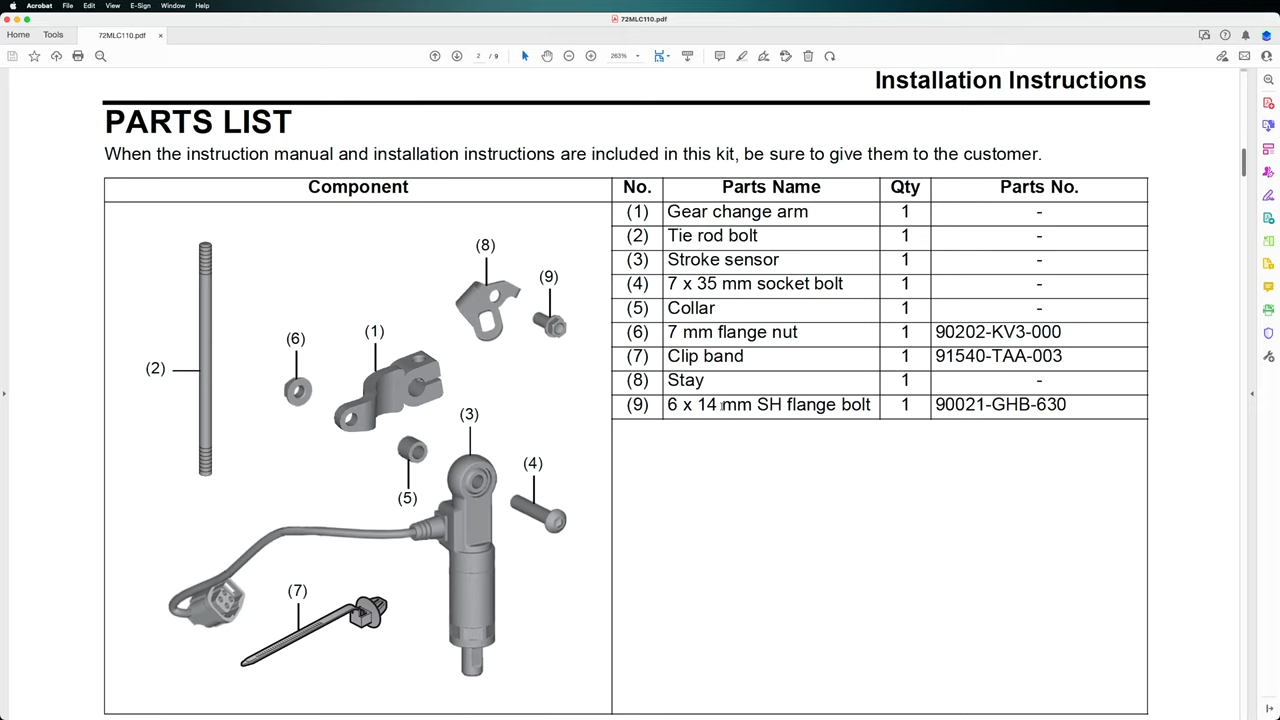 Acrobat File Edit View E-Sign Window Help
72MLC110.pdf
Home Tools 72MLC110.pdf ×
2 / 9 263%
Installation Instructions
PARTS LIST
When the instruction manual and installation instructions are included in this kit, be sure to give them to the customer.
Component No. Parts Name Qty Parts No.
(1) Gear change arm 1 -
(2) Tie rod bolt 1 -
(3) Stroke sensor 1 -
(4) 7 x 35 mm socket bolt 1 -
(5) Collar 1 -
(6) 7 mm flange nut 1 90202-KV3-000
(7) Clip band 1 91540-TAA-003
(8) Stay 1 -
(9) 6 x 14 mm SH flange bolt 1 90021-GHB-630
(8)
(9)
(1)
(6)
(2)
(3)
(4)
(5)
(7)